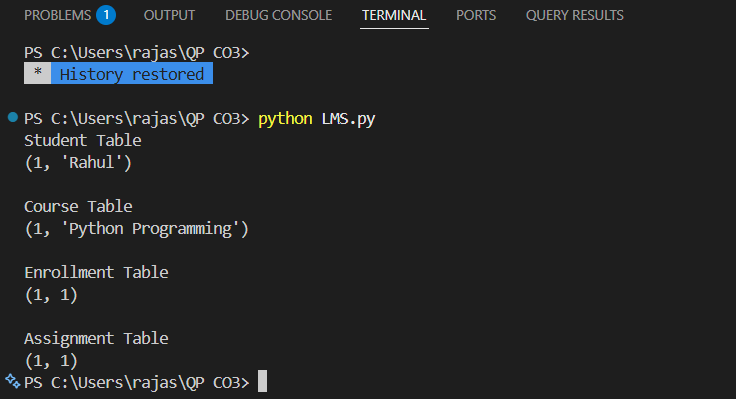 PROBLEMS 1 OUTPUT DEBUG CONSOLE TERMINAL PORTS QUERY RESULTS
PS C:\Users\rajas\QP CO3>
* History restored
PS C:\Users\rajas\QP CO3> python LMS.py
Student Table
(1, 'Rahul')
Course Table
(1, 'Python Programming')
Enrollment Table
(1, 1)
Assignment Table
(1, 1)
PS C:\Users\rajas\QP CO3>